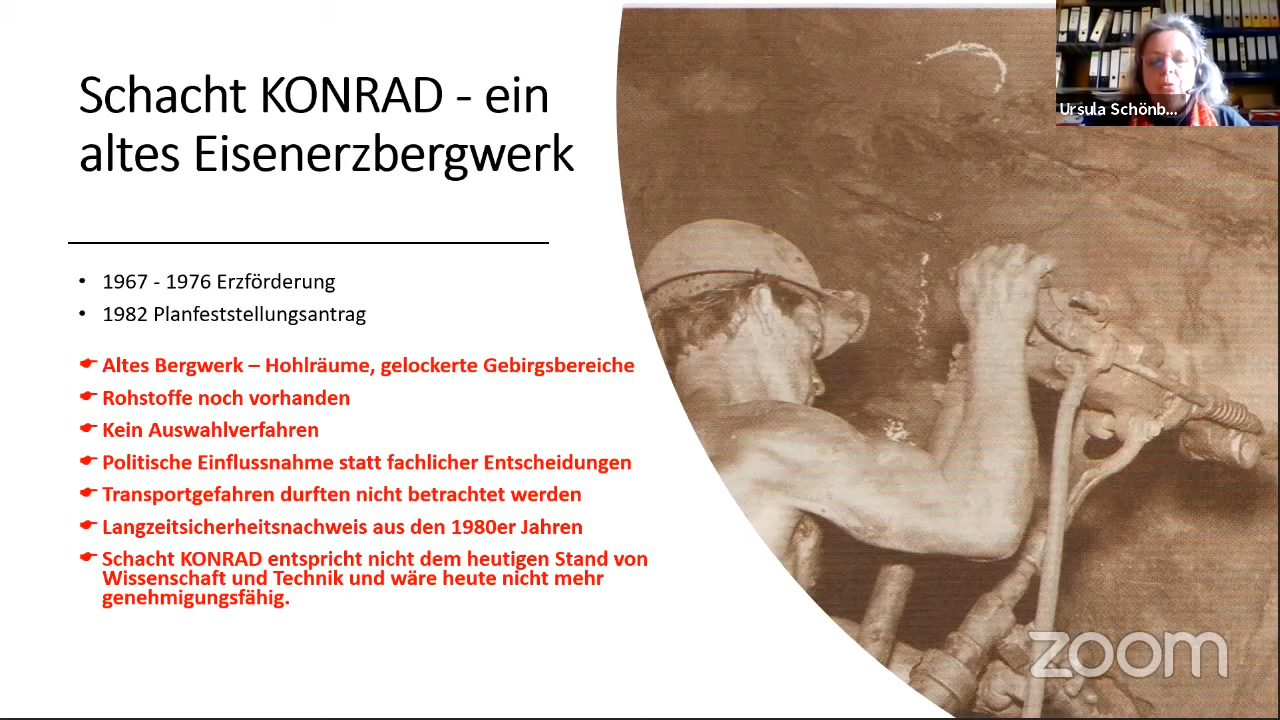 Schacht KONRAD - ein
altes Eisenerzbergwerk
• 1967 - 1976 Erzförderung
• 1982 Planfeststellungsantrag
☛ Altes Bergwerk – Hohlräume, gelockerte Gebirgsbereiche
☛ Rohstoffe noch vorhanden
☛ Kein Auswahlverfahren
☛ Politische Einflussnahme statt fachlicher Entscheidungen
☛ Transportgefahren durften nicht betrachtet werden
☛ Langzeitsicherheitsnachweis aus den 1980er Jahren
☛ Schacht KONRAD entspricht nicht dem heutigen Stand von
Wissenschaft und Technik und wäre heute nicht mehr
genehmigungsfähig.
Ursula Schönb...
zoom